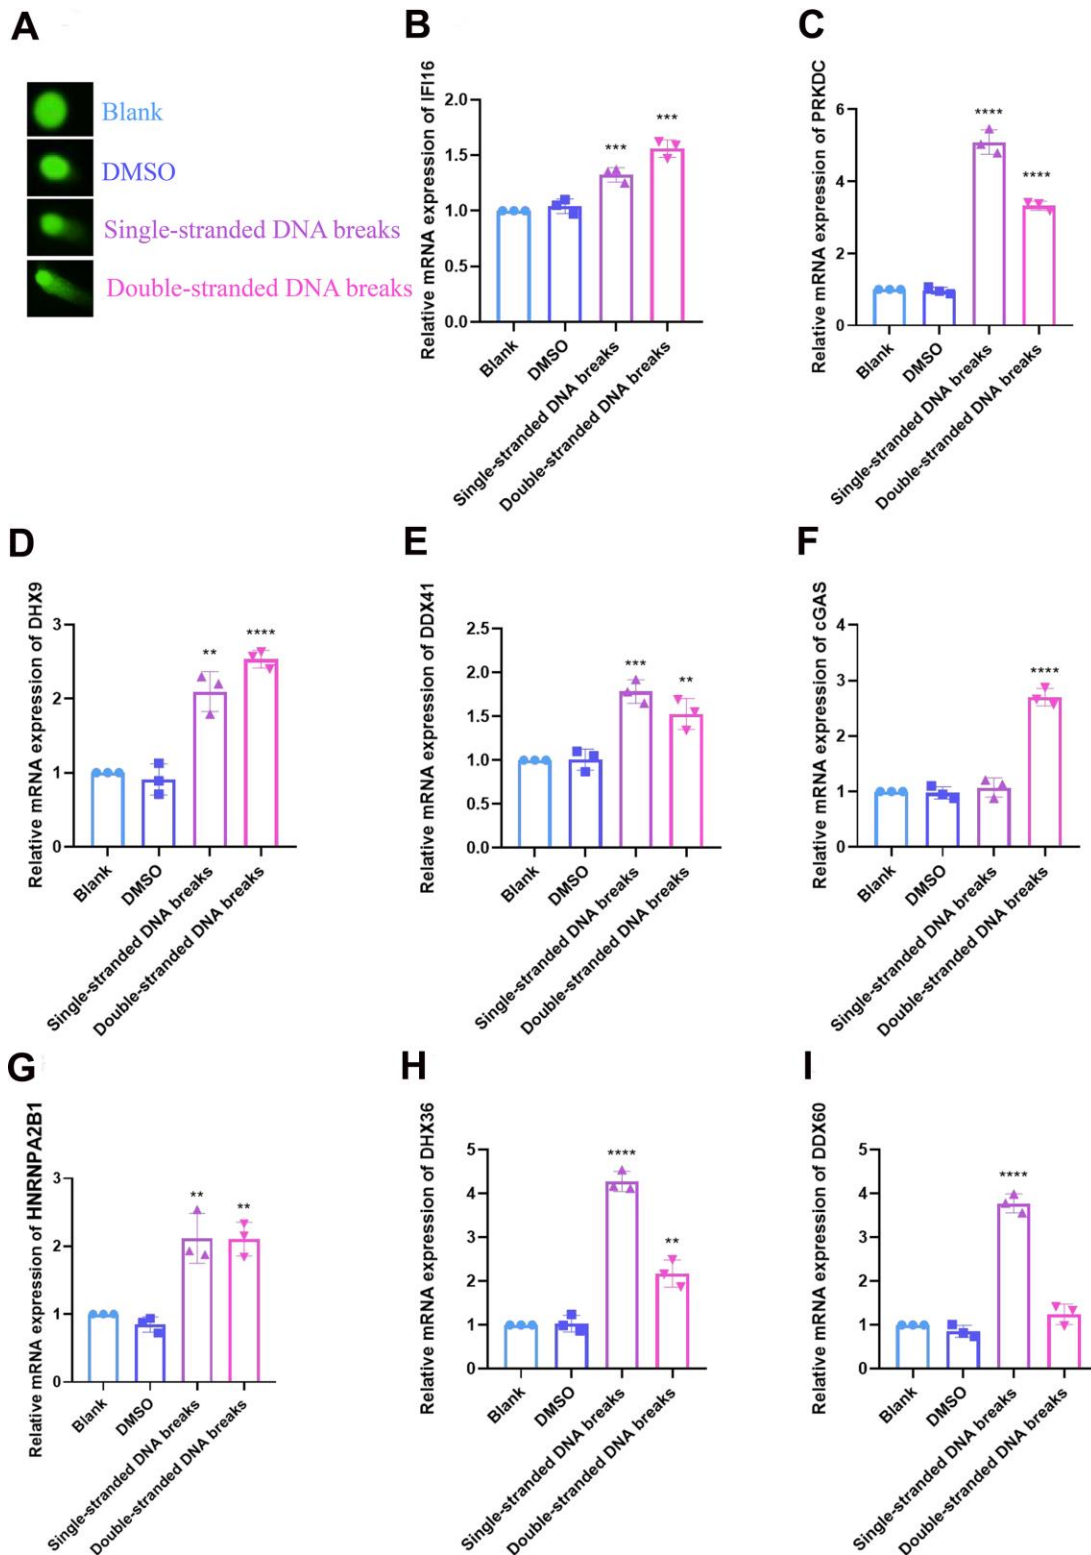 A
Blank
DMSO
Single-stranded DNA breaks
Double-stranded DNA breaks
B
Relative mRNA expression of IFI16
2.0
1.5
1.0
0.5
0.0
***
***
Blank
DMSO
Single-stranded DNA breaks
Double-stranded DNA breaks
C
Relative mRNA expression of PRKDC
8
6
4
2
0
****
****
Blank
DMSO
Single-stranded DNA breaks
Double-stranded DNA breaks
D
Relative mRNA expression of DHX9
3
2
1
0
**
****
Blank
DMSO
Single-stranded DNA breaks
Double-stranded DNA breaks
E
Relative mRNA expression of DDX41
2.5
2.0
1.5
1.0
0.5
0.0
***
**
Blank
DMSO
Single-stranded DNA breaks
Double-stranded DNA breaks
F
Relative mRNA expression of cGAS
4
3
2
1
0
****
Blank
DMSO
Single-stranded DNA breaks
Double-stranded DNA breaks
G
Relative mRNA expression of HNRNPA2B1
3
2
1
0
**
**
Blank
DMSO
Single-stranded DNA breaks
Double-stranded DNA breaks
H
Relative mRNA expression of DHX36
5
4
3
2
1
0
****
**
Blank
DMSO
Single-stranded DNA breaks
Double-stranded DNA breaks
I
Relative mRNA expression of DDX60
5
4
3
2
1
0
****
Blank
DMSO
Single-stranded DNA breaks
Double-stranded DNA breaks